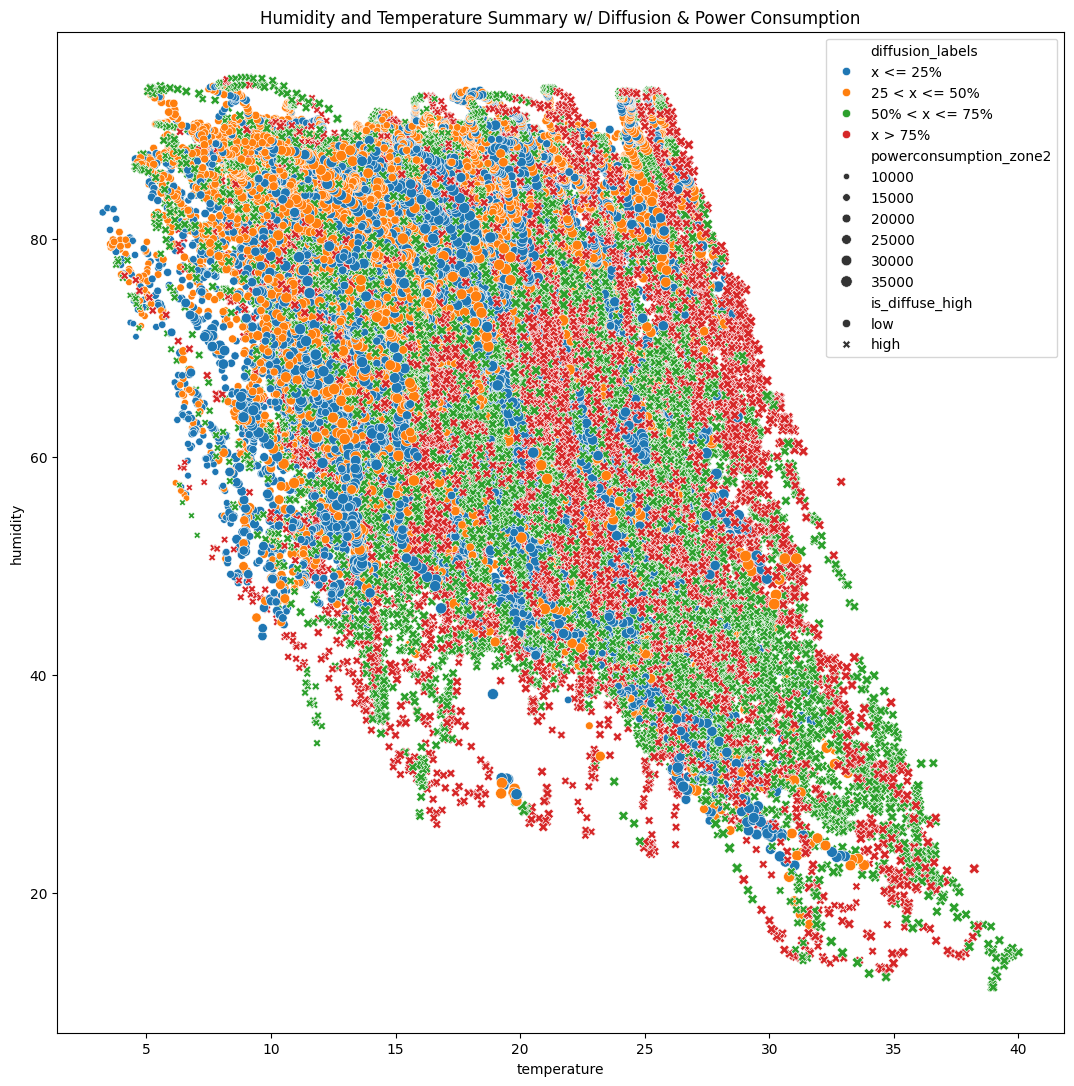 Humidity and Temperature Summary w/ Diffusion & Power Consumption
diffusion_labels
x <= 25%
25 < x <= 50%
50% < x <= 75%
x > 75%
powerconsumption_zone2
10000
15000
20000
25000
30000
35000
is_diffuse_high
low
high
humidity
80
60
40
20
5
10
15
20
25
30
35
40
temperature